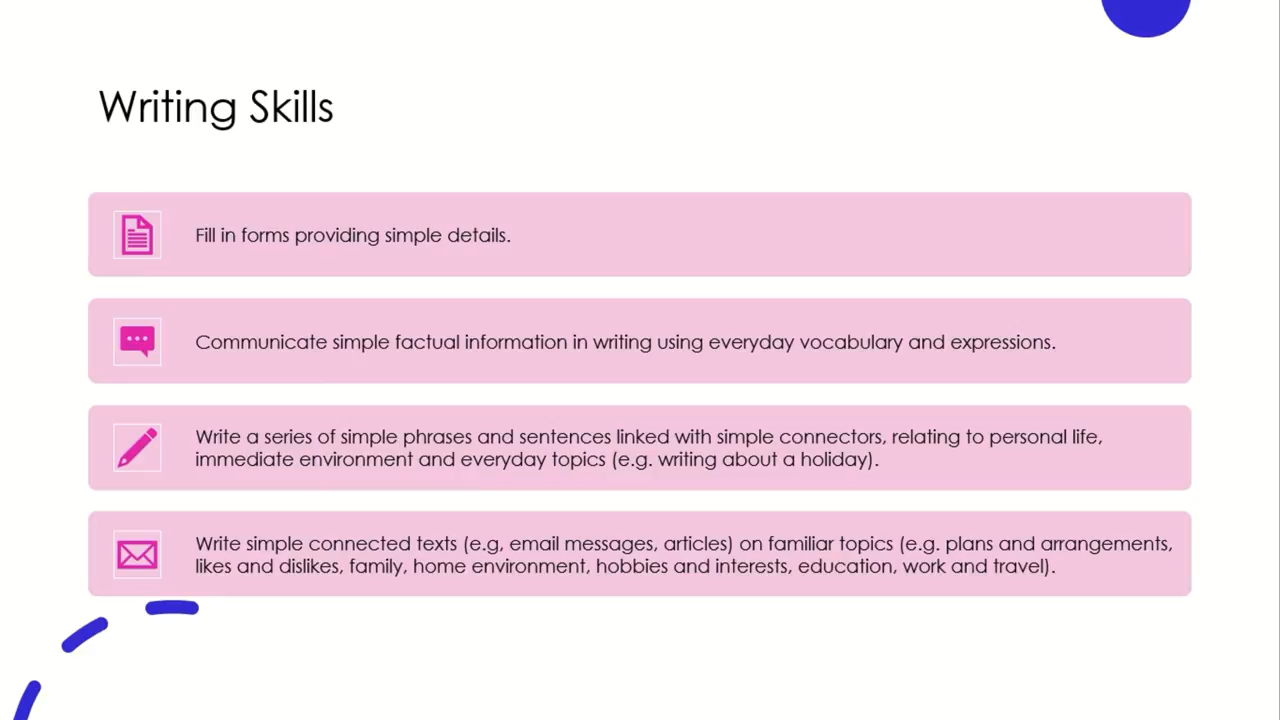 Writing Skills
Fill in forms providing simple details.
Communicate simple factual information in writing using everyday vocabulary and expressions.
Write a series of simple phrases and sentences linked with simple connectors, relating to personal life,
immediate environment and everyday topics (e.g. writing about a holiday).
Write simple connected texts (e.g, email messages, articles) on familiar topics (e.g. plans and arrangements,
likes and dislikes, family, home environment, hobbies and interests, education, work and travel).